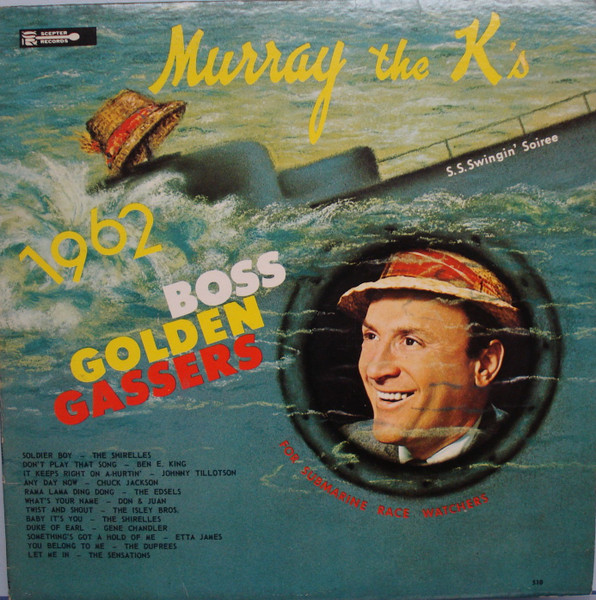 SCEPTER
RECORDS
Murray the K's
S.S. Swingin' Soiree
1962
BOSS
GOLDEN
GASSERS
SOLDIER BOY – THE SHIRELLES
DON'T PLAY THAT SONG – BEN E. KING
IT KEEPS RIGHT ON A-HURTIN' – JOHNNY TILLOTSON
ANY DAY NOW – CHUCK JACKSON
RAMA LAMA DING DONG – THE EDSELS
WHAT'S YOUR NAME – DON & JUAN
TWIST AND SHOUT – THE ISLEY BROS.
BABY IT'S YOU – THE SHIRELLES
DUKE OF EARL – GENE CHANDLER
SOMETHING'S GOT A HOLD OF ME – ETTA JAMES
YOU BELONG TO ME – THE DUPREES
LET ME IN – THE SENSATIONS
FOR SUBMARINE RACE WATCHERS
510